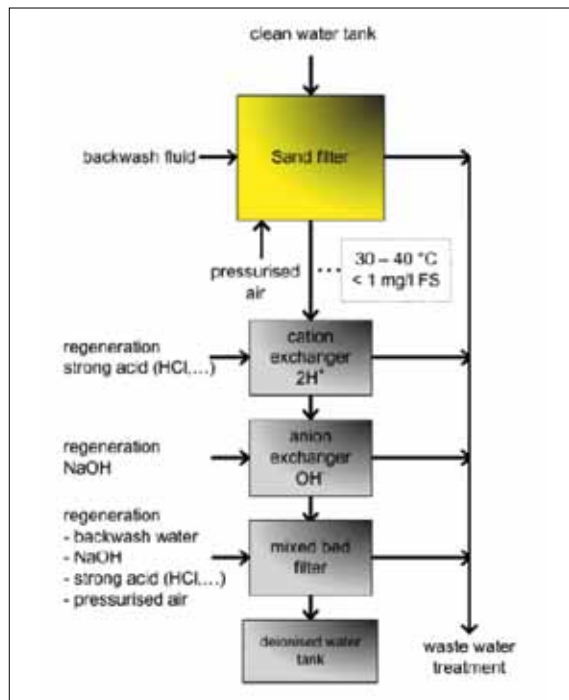 clean water tank
Sand filter
backwash fluid
pressurised
air
30 – 40 °C
< 1 mg/l FS
regeneration
strong acid (HCl,...)
cation
exchanger
2H⁺
regeneration
NaOH
anion
exchanger
OH⁻
regeneration
- backwash water
- NaOH
- strong acid (HCl,...)
- pressurised air
mixed bed
filter
deionised water
tank
waste water
treatment